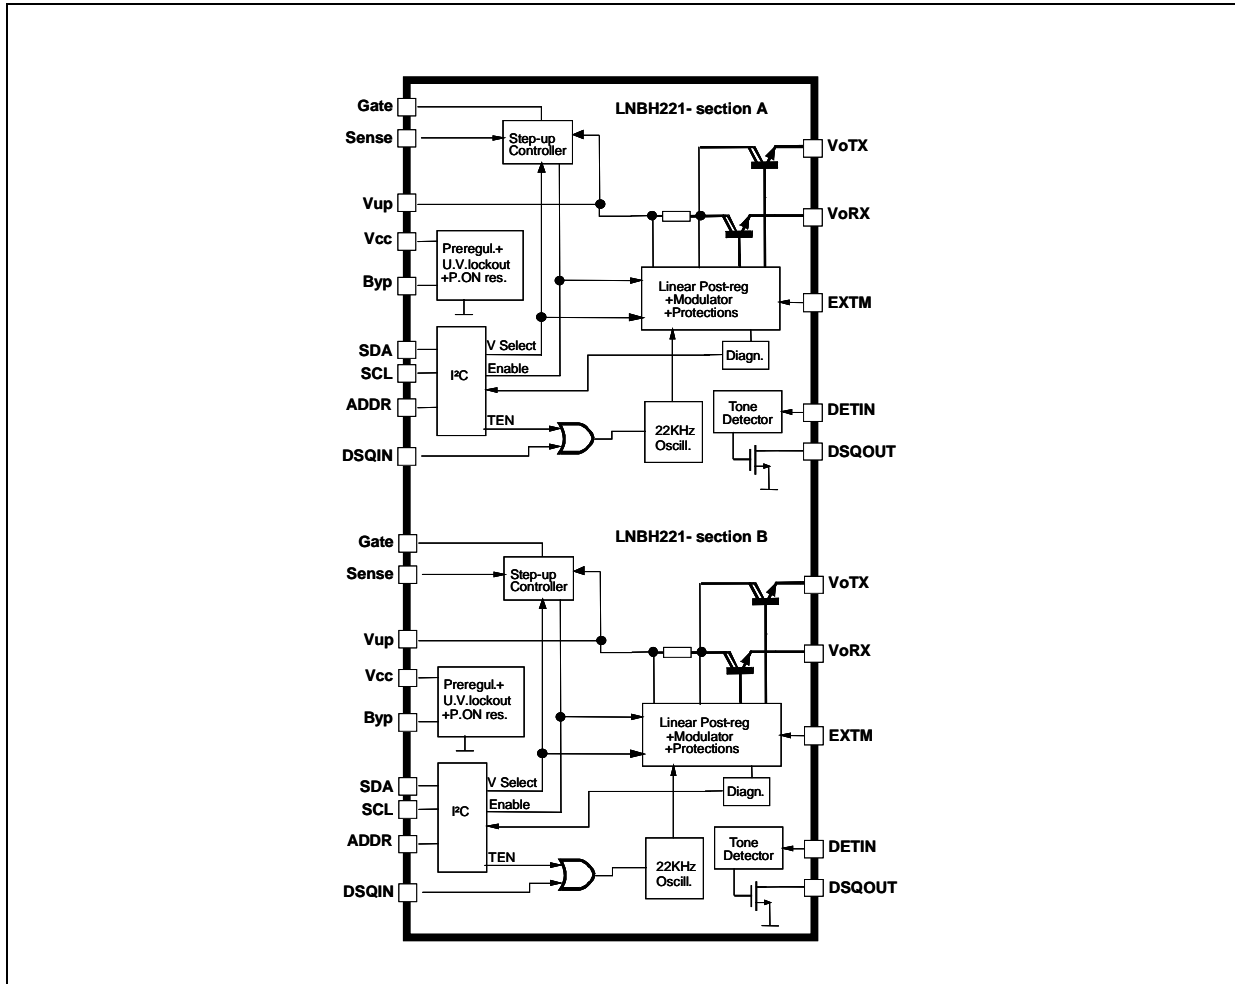 LNBH221- section A
Gate
Sense
Step-up
Controller
VoTX
Vup
VoRX
Vcc
Preregul.+
U.V.lockout
+P.ON res.
Byp
Linear Post-reg
+Modulator
+Protections
EXTM
SDA
SCL
ADDR
I²C
V Select
Enable
Diagn.
TEN
22KHz
Oscill.
Tone
Detector
DETIN
DSQIN
DSQOUT
LNBH221- section B
Gate
Sense
Step-up
Controller
VoTX
Vup
VoRX
Vcc
Preregul.+
U.V.lockout
+P.ON res.
Byp
Linear Post-reg
+Modulator
+Protections
EXTM
SDA
SCL
ADDR
I²C
V Select
Enable
Diagn.
TEN
22KHz
Oscill.
Tone
Detector
DETIN
DSQIN
DSQOUT